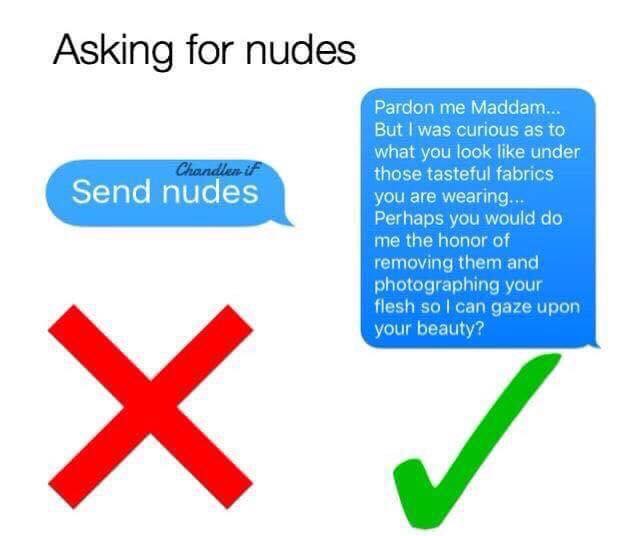 Asking for nudes
Chandler if
Send nudes
Pardon me Maddam...
But I was curious as to
what you look like under
those tasteful fabrics
you are wearing...
Perhaps you would do
me the honor of
removing them and
photographing your
flesh so I can gaze upon
your beauty?